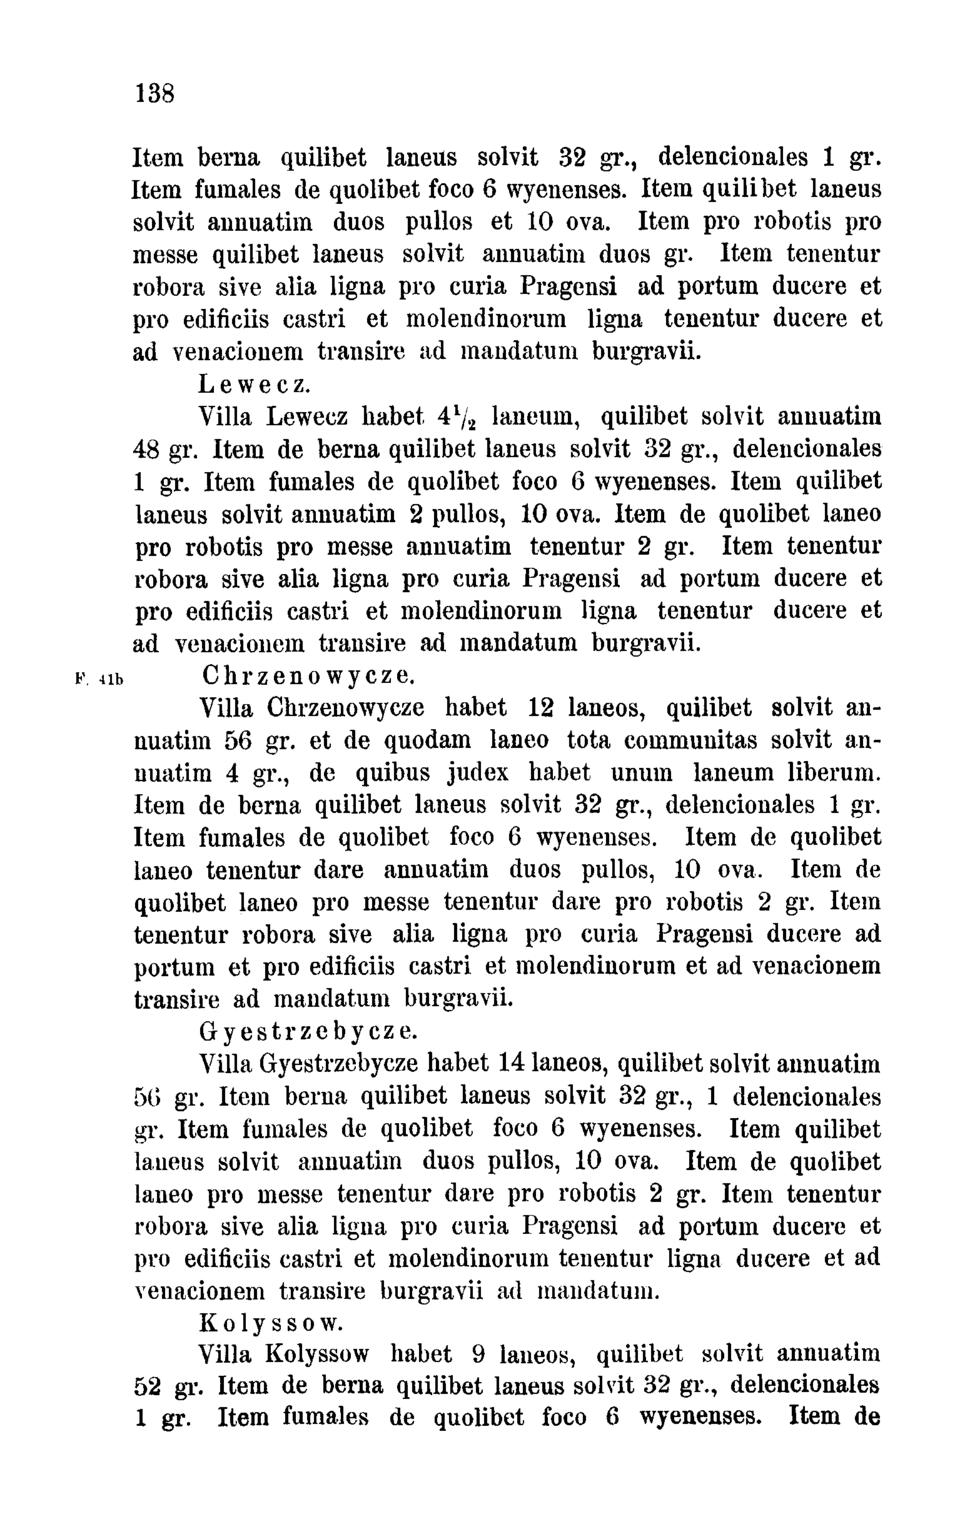 138
Item berna quilibet laneus solvit 32 gr., delencionales 1 gr.
Item fumales de quolibet foco 6 wyenenses. Item quilibet laneus
solvit annuatim duos pullos et 10 ova. Item pro robotis pro
messe quilibet laneus solvit annuatim duos gr. Item tenentur
robora sive alia ligna pro curia Pragensi ad portum ducere et
pro edificiis castri et molendinorum ligna tenentur ducere et
ad venacionem transire ad mandatum burgravii.
Lewecz.
Villa Lewecz habet 4 1/2 laneum, quilibet solvit annuatim
48 gr. Item de berna quilibet laneus solvit 32 gr., delencionales
1 gr. Item fumales de quolibet foco 6 wyenenses. Item quilibet
laneus solvit annuatim 2 pullos, 10 ova. Item de quolibet laneo
pro robotis pro messe annuatim tenentur 2 gr. Item tenentur
robora sive alia ligna pro curia Pragensi ad portum ducere et
pro edificiis castri et molendinorum ligna tenentur ducere et
ad venacionem transire ad mandatum burgravii.
F. 41b Chrzenowycze.
Villa Chrzenowycze habet 12 laneos, quilibet solvit an-
nuatim 56 gr. et de quodam laneo tota communitas solvit an-
nuatim 4 gr., de quibus judex habet unum laneum liberum.
Item de berna quilibet laneus solvit 32 gr., delencionales 1 gr.
Item fumales de quolibet foco 6 wyenenses. Item de quolibet
laneo tenentur dare annuatim duos pullos, 10 ova. Item de
quolibet laneo pro messe tenentur dare pro robotis 2 gr. Item
tenentur robora sive alia ligna pro curia Pragensi ducere ad
portum et pro edificiis castri et molendinorum et ad venacionem
transire ad mandatum burgravii.
Gyestrzebycze.
Villa Gyestrzebycze habet 14 laneos, quilibet solvit annuatim
56 gr. Item berna quilibet laneus solvit 32 gr., 1 delencionales
gr. Item fumales de quolibet foco 6 wyenenses. Item quilibet
laneus solvit annuatim duos pullos, 10 ova. Item de quolibet
laneo pro messe tenentur dare pro robotis 2 gr. Item tenentur
robora sive alia ligna pro curia Pragensi ad portum ducere et
pro edificiis castri et molendinorum tenentur ligna ducere et ad
venacionem transire burgravii ad mandatum.
Kolyssow.
Villa Kolyssow habet 9 laneos, quilibet solvit annuatim
52 gr. Item de berna quilibet laneus solvit 32 gr., delencionales
1 gr. Item fumales de quolibet foco 6 wyenenses. Item de